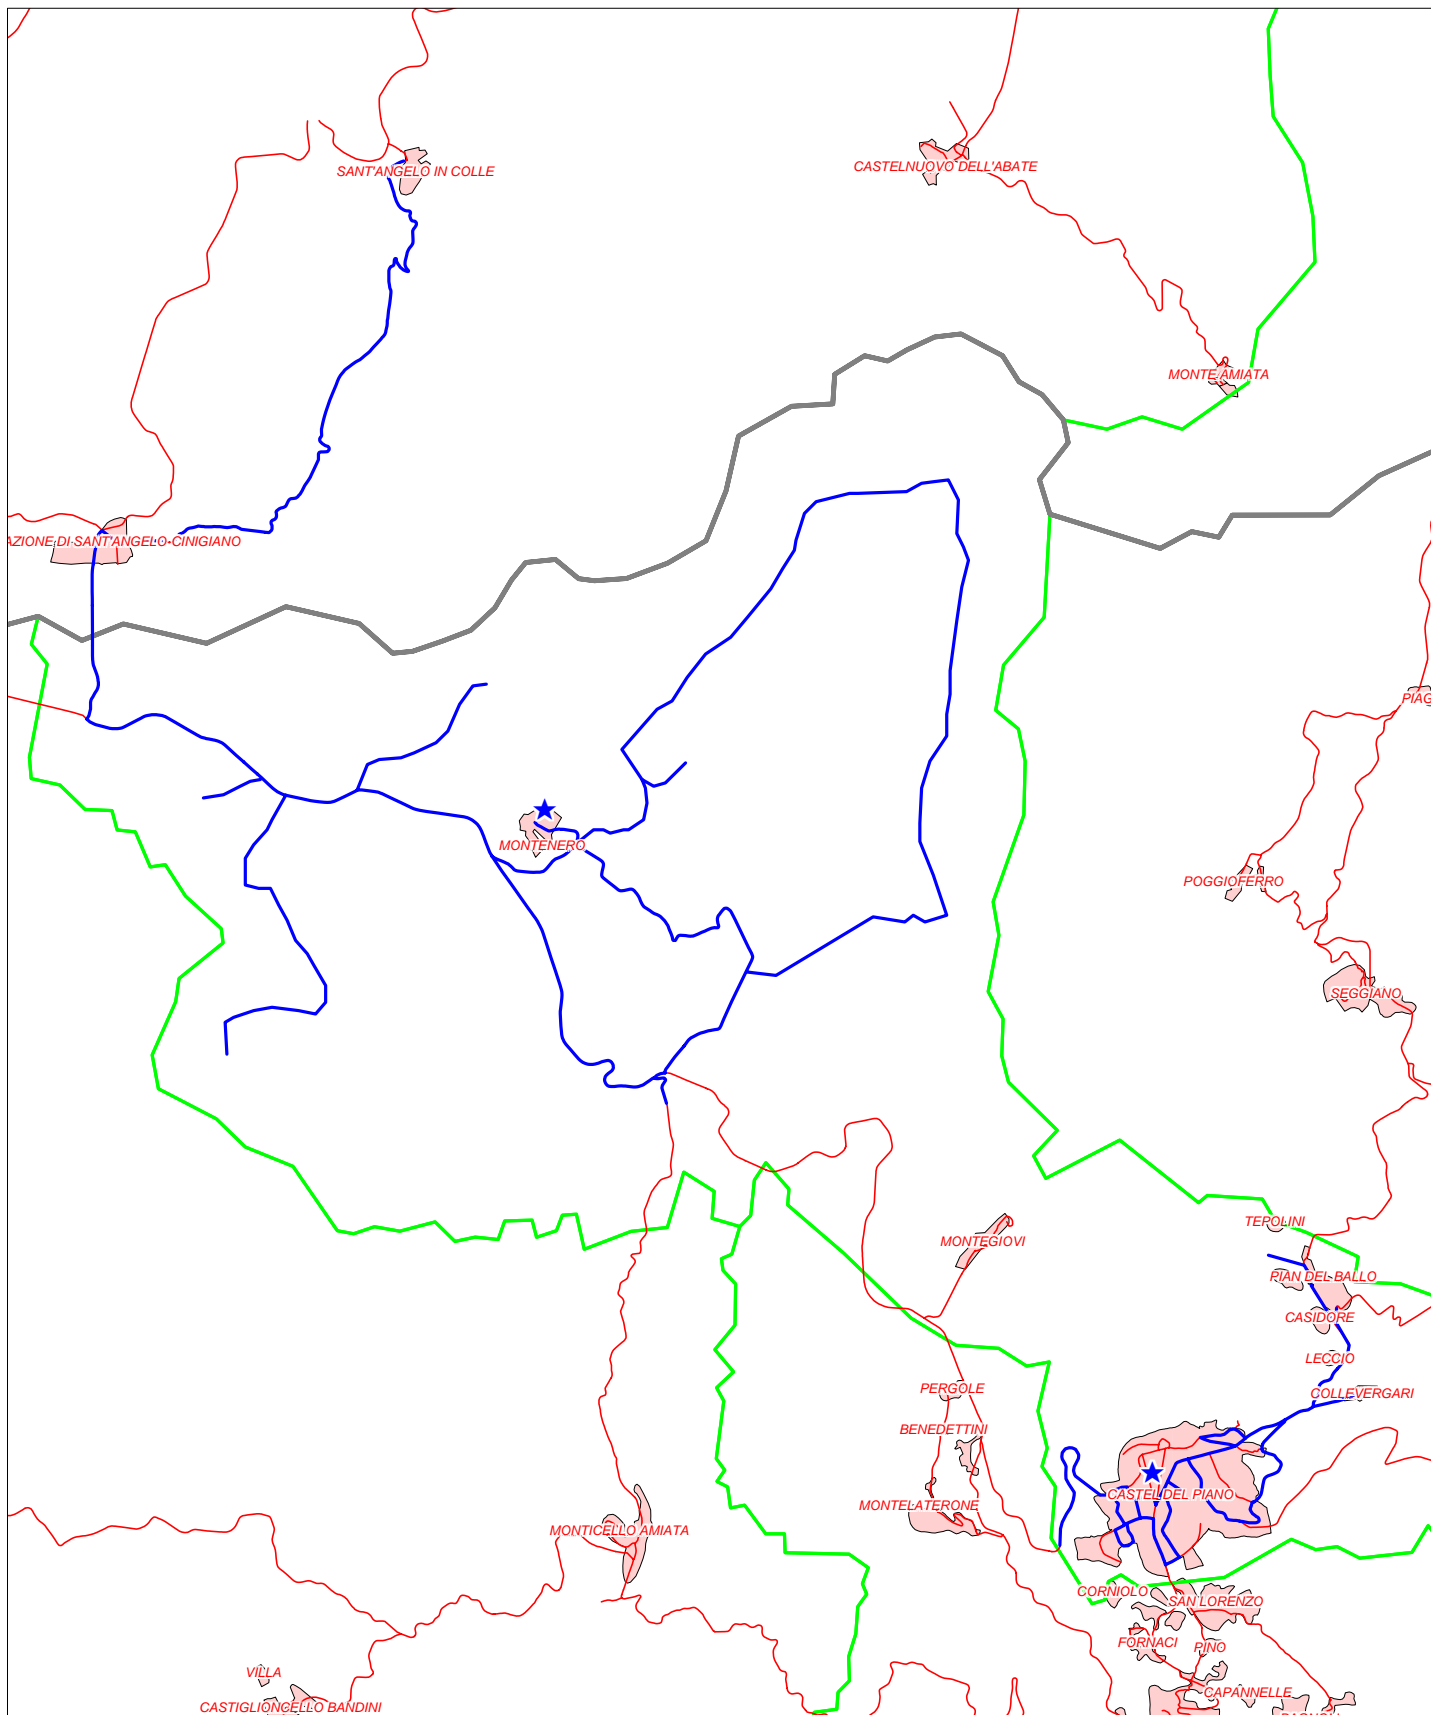 CASTELNUOVO DELL'ABATE
SANT'ANGELO IN COLLE
MONTE AMIATA
AZIONE DI SANT'ANGELO-CINIGIANO
PIAG
MONTENERO
POGGIOFERRO
SEGGIANO
TEPOLINI
MONTEGIOVI
PIAN DEL BALLO
CASIDORE
LECCIO
PERGOLE
COLLEVERGARI
BENEDETTINI
CASTEL DEL PIANO
MONTELATERONE
MONTICELLO AMIATA
CORNIOLO
SAN LORENZO
FORNACI
PINO
VILLA
CAPANNELLE
CASTIGLIONCELLO BANDINI